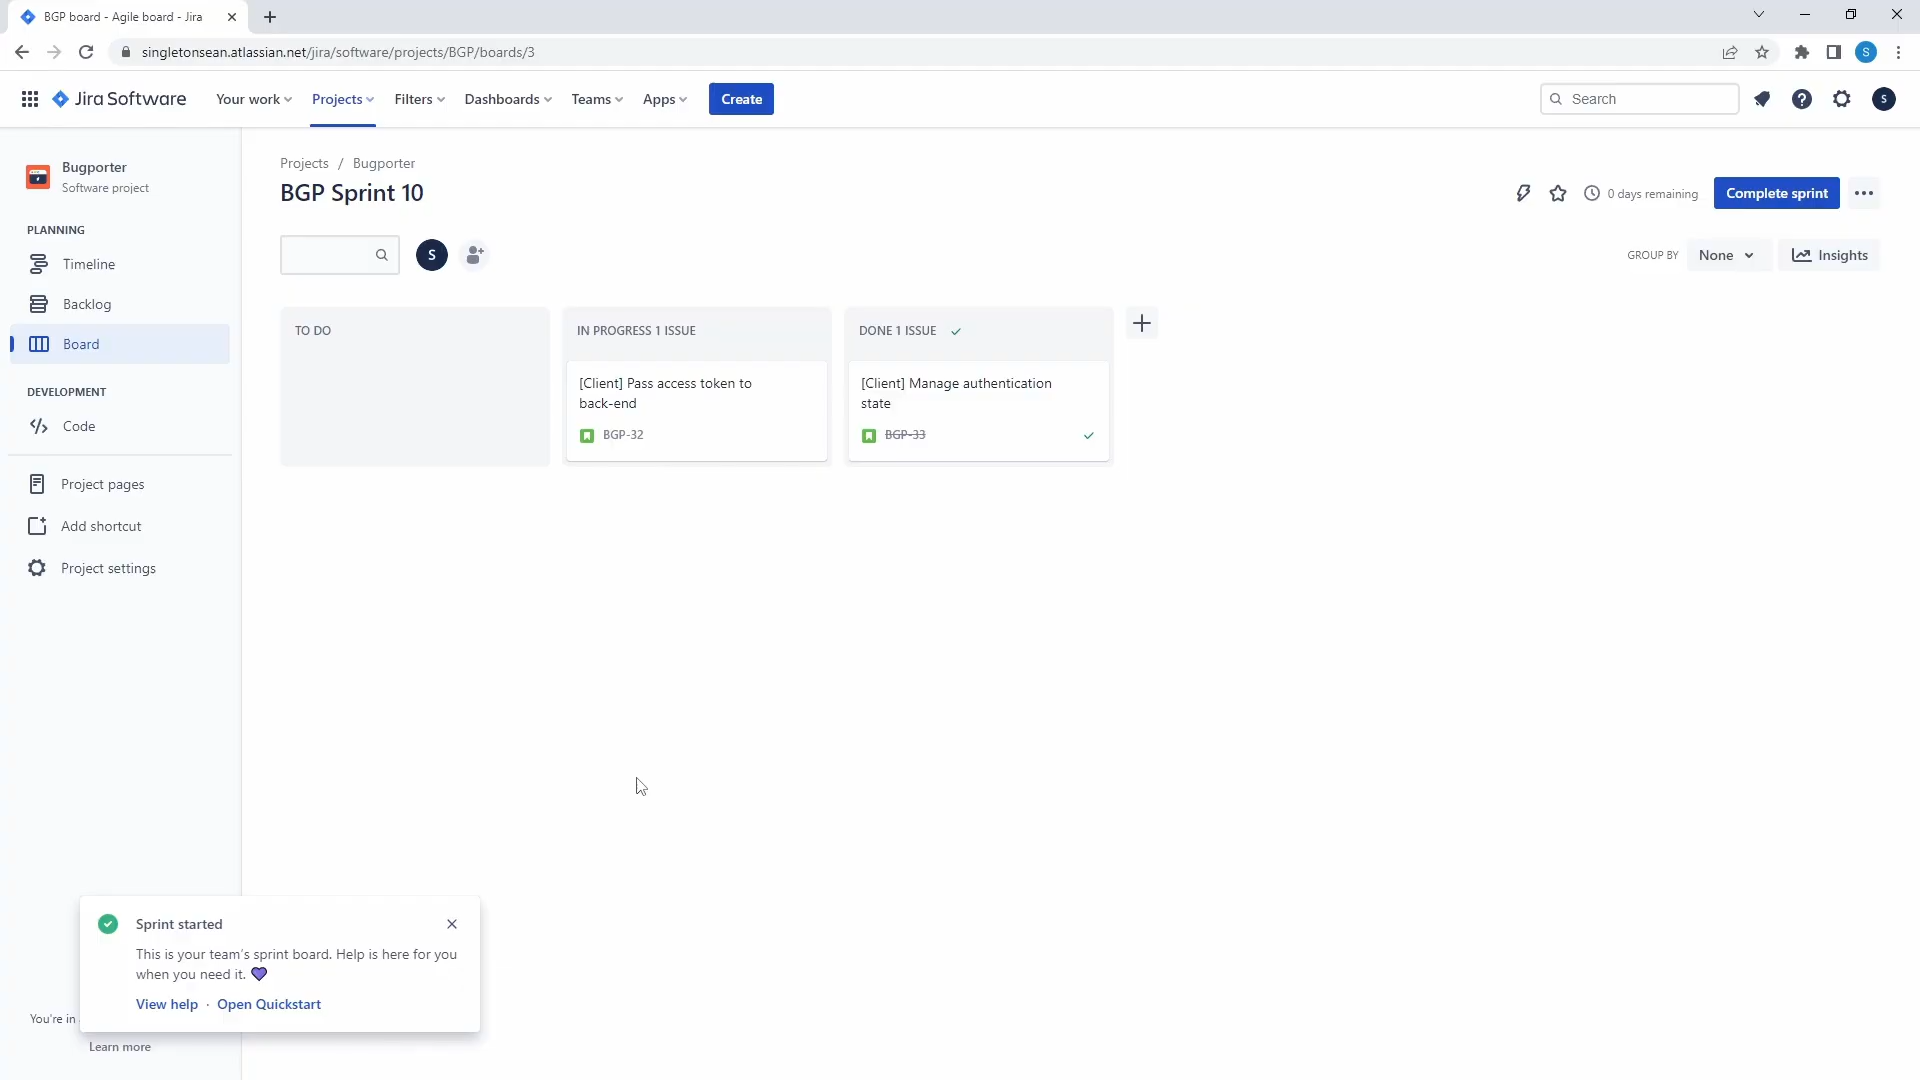 BGP board - Agile board - Jira
singletonsean.atlassian.net/jira/software/projects/BGP/boards/3
S
Jira Software
Your work
Projects
Filters
Dashboards
Teams
Apps
Create
Search
S
Bugporter
Software project
PLANNING
Timeline
Backlog
Board
DEVELOPMENT
Code
Project pages
Add shortcut
Project settings
Projects / Bugporter
BGP Sprint 10
0 days remaining
Complete sprint
S
GROUP BY
None
Insights
TO DO
IN PROGRESS 1 ISSUE
[Client] Pass access token to
back-end
BGP-32
DONE 1 ISSUE
[Client] Manage authentication
state
BGP-33
Sprint started
This is your team's sprint board. Help is here for you
when you need it. 💜
View help · Open Quickstart
You're in
Learn more